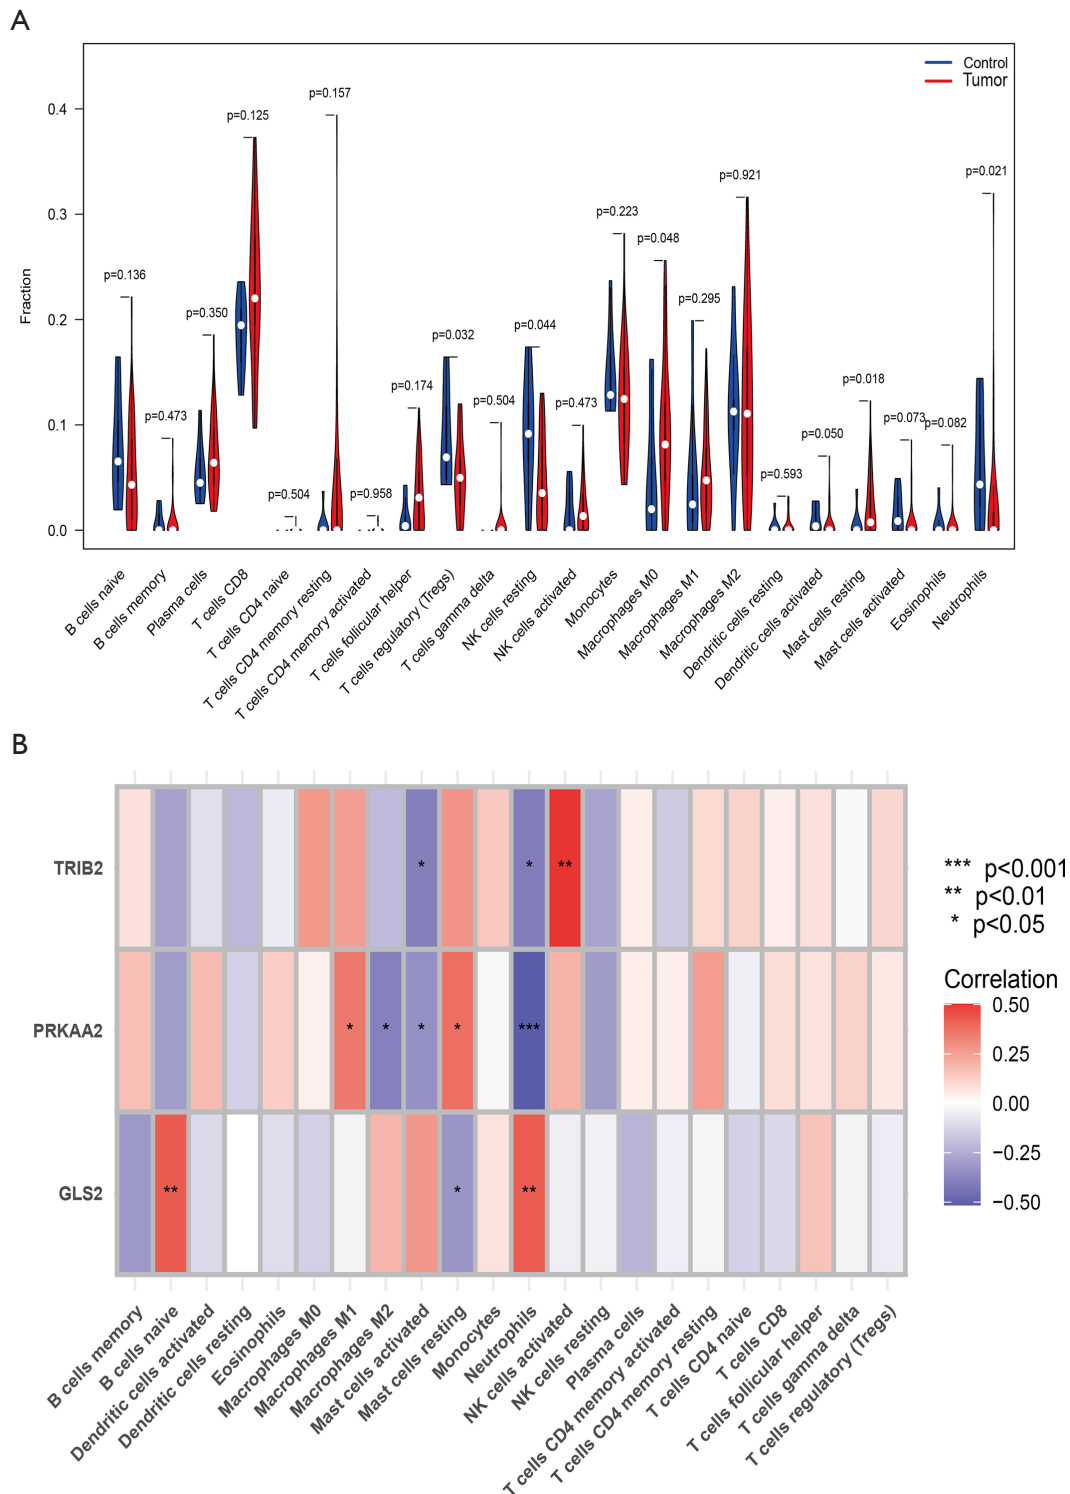 A
Control
Tumor
Fraction
0.4
0.3
0.2
0.1
0.0
p=0.136
p=0.473
p=0.350
p=0.125
p=0.504
p=0.157
p=0.958
p=0.174
p=0.032
p=0.504
p=0.044
p=0.473
p=0.223
p=0.048
p=0.295
p=0.921
p=0.593
p=0.050
p=0.018
p=0.073
p=0.082
p=0.021
B cells naive
B cells memory
Plasma cells
T cells CD8
T cells CD4 naive
T cells CD4 memory resting
T cells CD4 memory activated
T cells follicular helper
T cells regulatory (Tregs)
T cells gamma delta
NK cells resting
NK cells activated
Monocytes
Macrophages M0
Macrophages M1
Macrophages M2
Dendritic cells resting
Dendritic cells activated
Mast cells resting
Mast cells activated
Eosinophils
Neutrophils
B
TRIB2
* * **
PRKAA2
* * * * ***
GLS2
** * **
*** p<0.001
** p<0.01
* p<0.05
Correlation
0.50
0.25
0.00
−0.25
−0.50
B cells memory
B cells naive
Dendritic cells activated
Dendritic cells resting
Eosinophils
Macrophages M0
Macrophages M1
Macrophages M2
Mast cells activated
Mast cells resting
Monocytes
Neutrophils
NK cells activated
NK cells resting
Plasma cells
T cells CD4 memory activated
T cells CD4 memory resting
T cells CD4 naive
T cells CD8
T cells follicular helper
T cells gamma delta
T cells regulatory (Tregs)